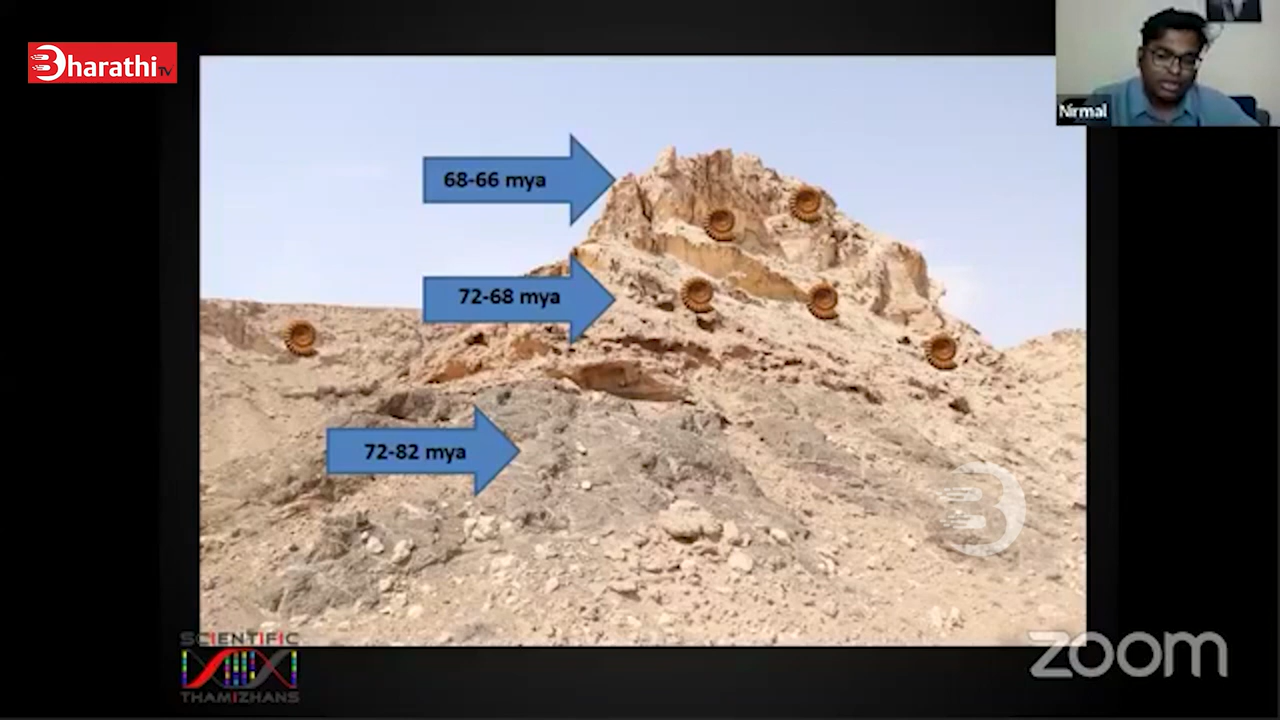 Bharathi TV
Nirmal
68-66 mya
72-68 mya
72-82 mya
SCIENTIFIC
THAMIZHANS
zoom